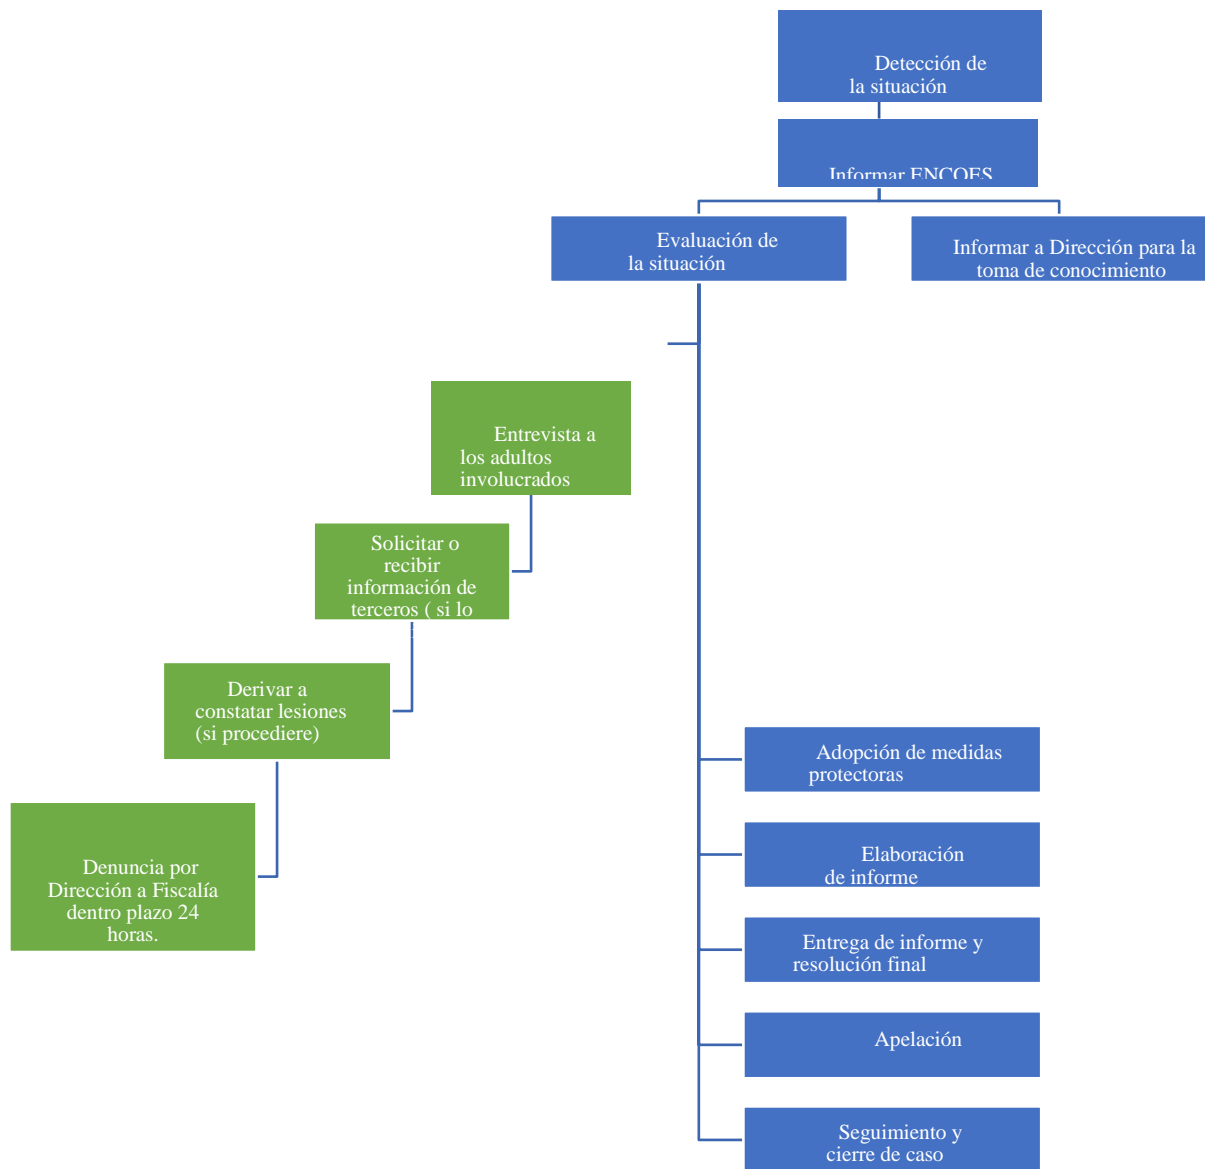 Detección de
la situación
Informar ENCOES
Evaluación de
la situación
Informar a Dirección para la
toma de conocimiento
Entrevista a
los adultos
involucrados
Solicitar o
recibir
información de
terceros ( si lo
Derivar a
constatar lesiones
(si procediere)
Denuncia por
Dirección a Fiscalía
dentro plazo 24
horas.
Adopción de medidas
protectoras
Elaboración
de informe
Entrega de informe y
resolución final
Apelación
Seguimiento y
cierre de caso